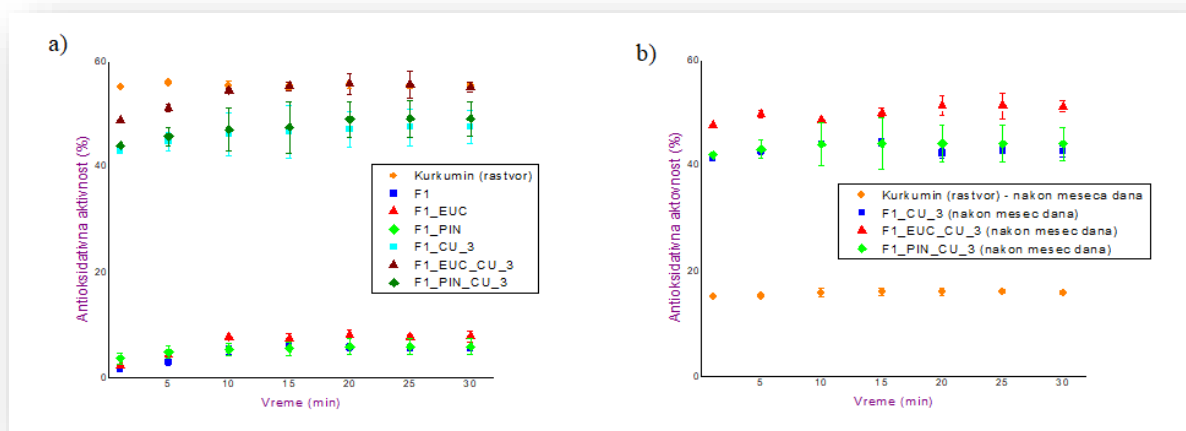 a)
60
40
20
0
Antioksidativna aktivnost (%)
5 10 15 20 25 30
Vreme (min)
Kurkumin (rastvor)
F1
F1_EUC
F1_PIN
F1_CU_3
F1_EUC_CU_3
F1_PIN_CU_3
b)
60
40
20
0
Antioksidativna aktovnost (%)
5 10 15 20 25 30
Vreme (min)
Kurkumin (rastvor) - nakon meseca dana
F1_CU_3 (nakon mesec dana)
F1_EUC_CU_3 (nakon mesec dana)
F1_PIN_CU_3 (nakon mesec dana)